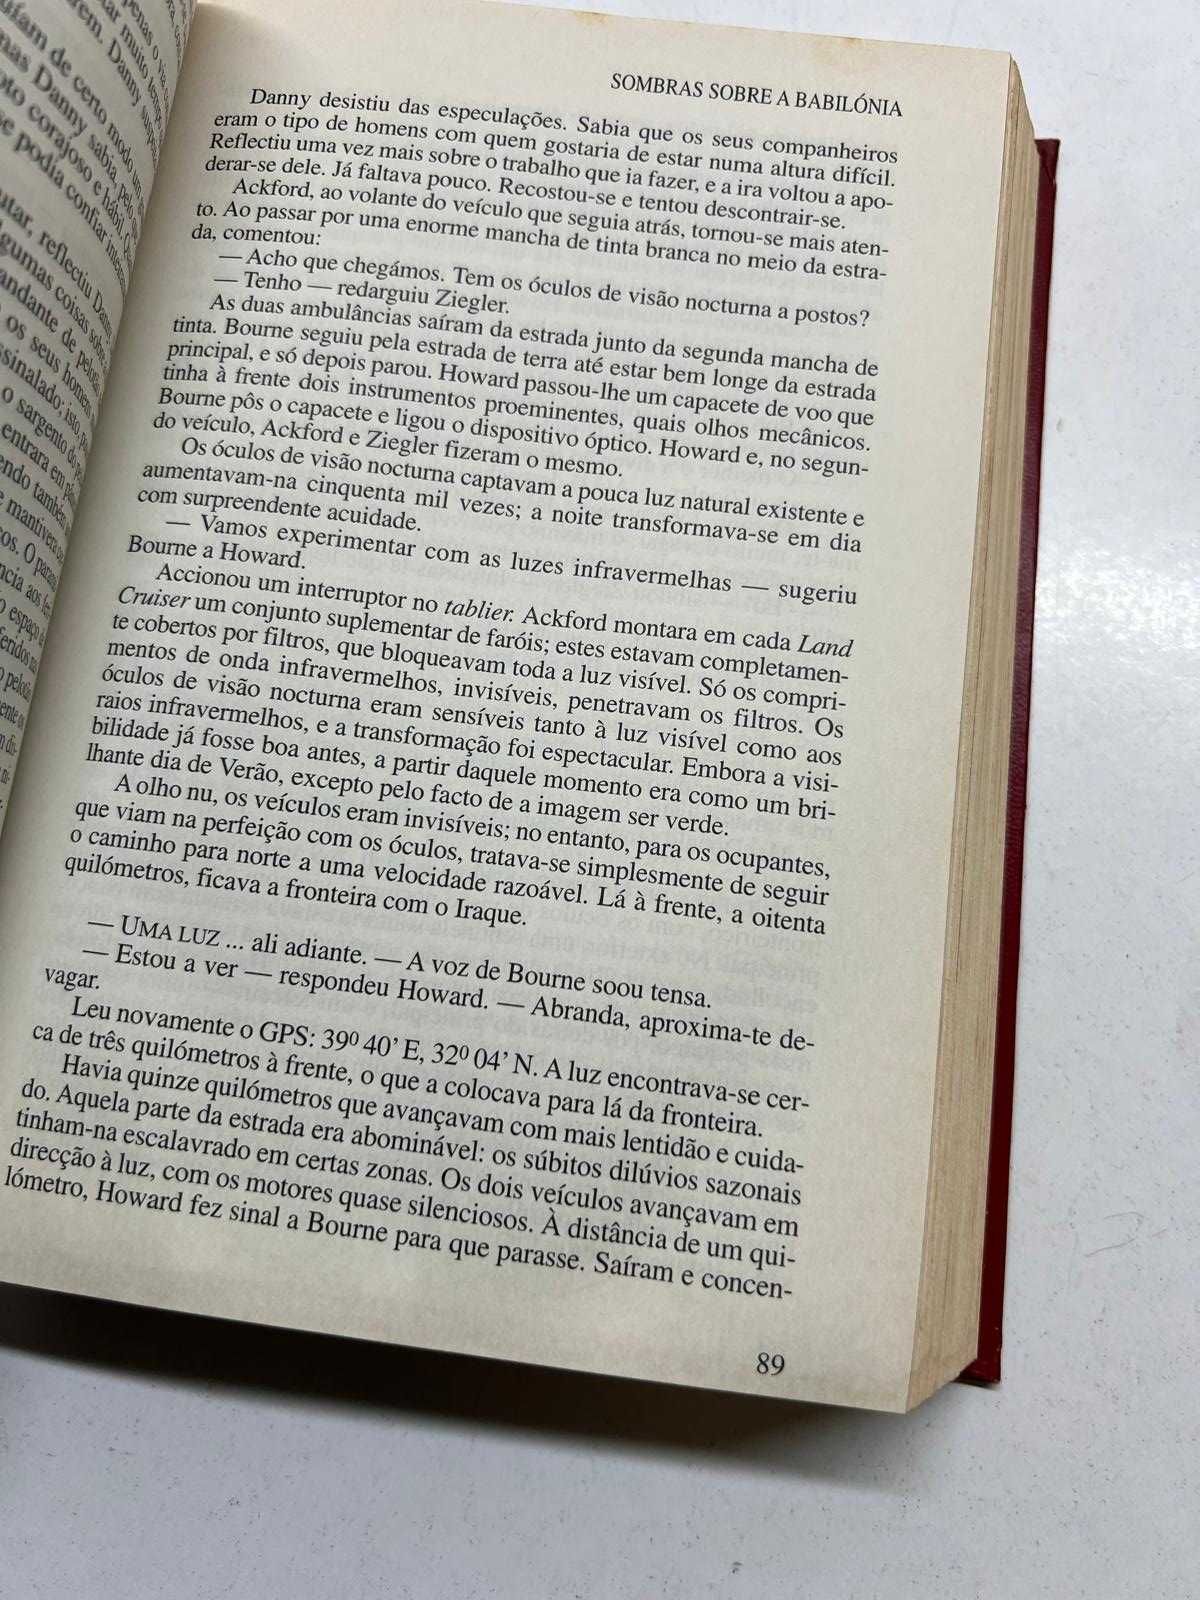 SOMBRAS SOBRE A BABILÓNIA
Danny desistiu das especulações. Sabia que os seus companheiros
eram o tipo de homens com quem gostaria de estar numa altura difícil.
Reflectiu uma vez mais sobre o trabalho que ia fazer, e a ira voltou a apo-
derar-se dele. Já faltava pouco. Recostou-se e tentou descontrair-se.
Ackford, ao volante do veículo que seguia atrás, tornou-se mais aten-
to. Ao passar por uma enorme mancha de tinta branca no meio da estra-
da, comentou:
— Acho que chegámos. Tem os óculos de visão nocturna a postos?
— Tenho — redarguiu Ziegler.
As duas ambulâncias saíram da estrada junto da segunda mancha de
tinta. Bourne seguiu pela estrada de terra até estar bem longe da estrada
principal, e só depois parou. Howard passou-lhe um capacete de voo que
tinha à frente dois instrumentos proeminentes, quais olhos mecânicos.
Bourne pôs o capacete e ligou o dispositivo óptico. Howard e, no segun-
do veículo, Ackford e Ziegler fizeram o mesmo.
Os óculos de visão nocturna captavam a pouca luz natural existente e
aumentavam-na cinquenta mil vezes; a noite transformava-se em dia
com surpreendente acuidade.
— Vamos experimentar com as luzes infravermelhas — sugeriu
Bourne a Howard.
Accionou um interruptor no tablier. Ackford montara em cada Land
Cruiser um conjunto suplementar de faróis; estes estavam completamen-
te cobertos por filtros, que bloqueavam toda a luz visível. Só os compri-
mentos de onda infravermelhos, invisíveis, penetravam os filtros. Os
óculos de visão nocturna eram sensíveis tanto à luz visível como aos
raios infravermelhos, e a transformação foi espectacular. Embora a visi-
bilidade já fosse boa antes, a partir daquele momento era como um bri-
lhante dia de Verão, excepto pelo facto de a imagem ser verde.
A olho nu, os veículos eram invisíveis; no entanto, para os ocupantes,
que viam na perfeição com os óculos, tratava-se simplesmente de seguir
o caminho para norte a uma velocidade razoável. Lá à frente, a oitenta
quilómetros, ficava a fronteira com o Iraque.
— UMA LUZ ... ali adiante. — A voz de Bourne soou tensa.
— Estou a ver — respondeu Howard. — Abranda, aproxima-te de-
vagar.
Leu novamente o GPS: 39º 40’ E, 32º 04’ N. A luz encontrava-se cer-
ca de três quilómetros à frente, o que a colocava para lá da fronteira.
Havia quinze quilómetros que avançavam com mais lentidão e cuida-
do. Aquela parte da estrada era abominável: os súbitos dilúvios sazonais
tinham-na escalavrado em certas zonas. Os dois veículos avançavam em
direcção à luz, com os motores quase silenciosos. À distância de um qui-
lómetro, Howard fez sinal a Bourne para que parasse. Saíram e concen-
89